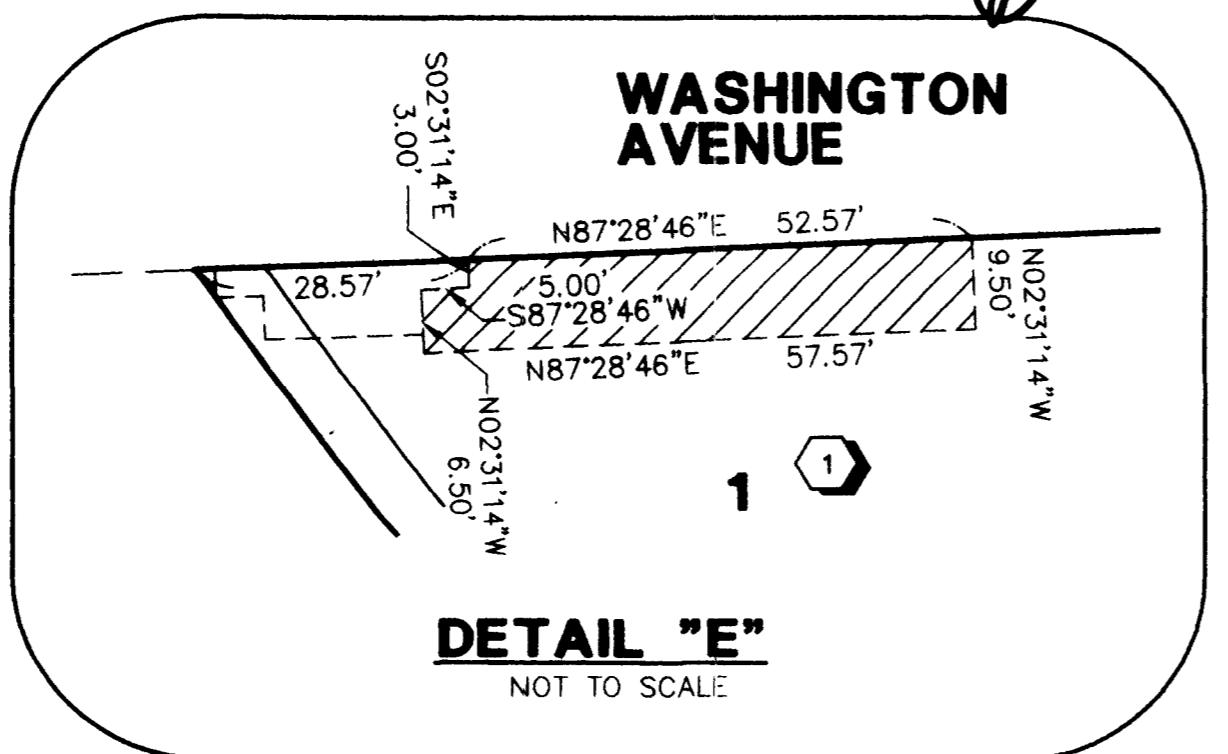 WASHINGTON
AVENUE
S02°31'14"E
3.00'
N87°28'46"E 52.57'
28.57'
5.00'
S87°28'46"W
N02°31'14"W
9.50'
N87°28'46"E 57.57'
N02°31'14"W
6.50'
1
1
DETAIL "E"
NOT TO SCALE